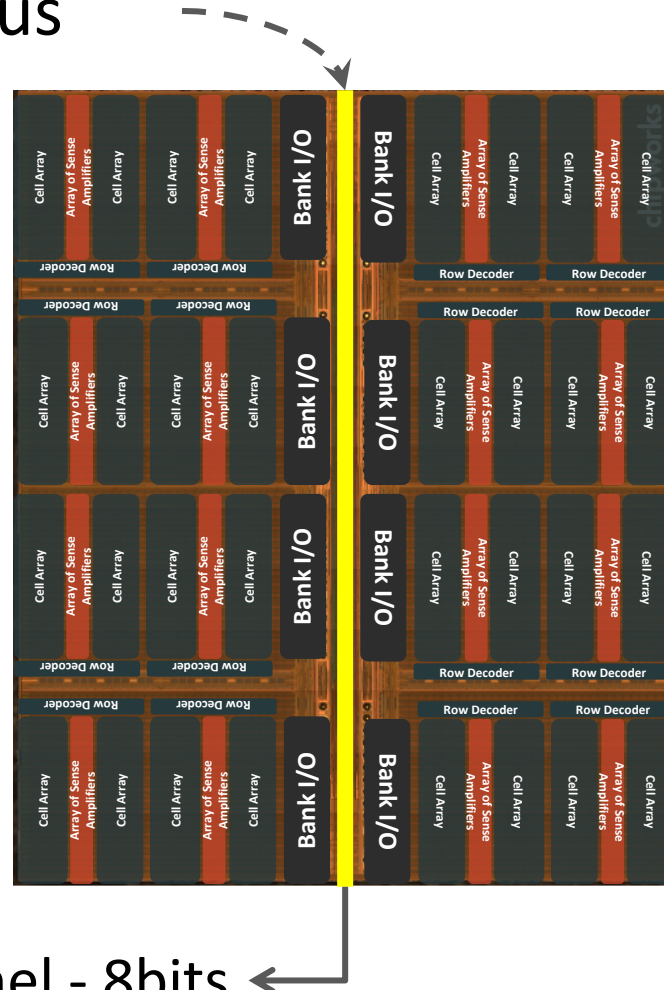 us
Cell Array
Array of Sense
Amplifiers
Cell Array
Cell Array
Array of Sense
Amplifiers
Cell Array
Bank I/O
Bank I/O
Cell Array
Array of Sense
Amplifiers
Cell Array
Cell Array
Array of Sense
Amplifiers
Cell Array
chipworks
Row Decoder
Row Decoder
Row Decoder
Row Decoder
Row Decoder
Row Decoder
Row Decoder
Row Decoder
Cell Array
Array of Sense
Amplifiers
Cell Array
Cell Array
Array of Sense
Amplifiers
Cell Array
Bank I/O
Bank I/O
Cell Array
Array of Sense
Amplifiers
Cell Array
Cell Array
Array of Sense
Amplifiers
Cell Array
Cell Array
Array of Sense
Amplifiers
Cell Array
Cell Array
Array of Sense
Amplifiers
Cell Array
Bank I/O
Bank I/O
Cell Array
Array of Sense
Amplifiers
Cell Array
Cell Array
Array of Sense
Amplifiers
Cell Array
Row Decoder
Row Decoder
Row Decoder
Row Decoder
Row Decoder
Row Decoder
Row Decoder
Row Decoder
Cell Array
Array of Sense
Amplifiers
Cell Array
Cell Array
Array of Sense
Amplifiers
Cell Array
Bank I/O
Bank I/O
Cell Array
Array of Sense
Amplifiers
Cell Array
Cell Array
Array of Sense
Amplifiers
Cell Array
nel - 8bits